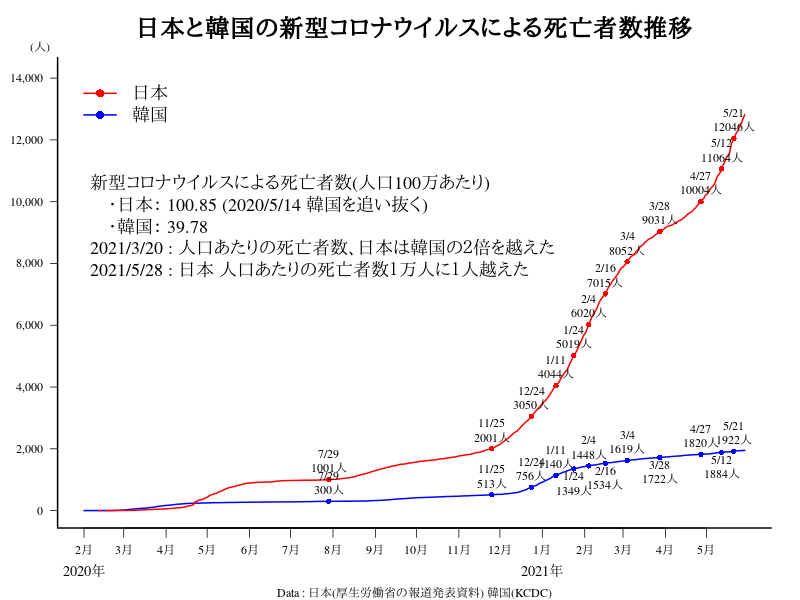 日本と韓国の新型コロナウイルスによる死亡者数推移
(人)
14,000
12,000
10,000
8,000
6,000
4,000
2,000
0
日本
韓国
新型コロナウイルスによる死亡者数(人口100万あたり)
・日本: 100.85 (2020/5/14 韓国を追い抜く)
・韓国: 39.78
2021/3/20 : 人口あたりの死亡者数、日本は韓国の2倍を越えた
2021/5/28 : 日本 人口あたりの死亡者数1万人に1人越えた
7/29
1001人
11/25
2001人
12/24
3050人
1/11
4044人
1/24
5019人
2/4
6020人
2/16
7015人
3/4
8052人
3/28
9031人
4/27
10004人
5/12
11064人
5/21
12046人
7/29
300人
11/25
513人
12/24
756人
1/11
1140人
1/24
1349人
2/4
1448人
2/16
1534人
3/4
1619人
3/28
1722人
4/27
1820人
5/12
1884人
5/21
1922人
2月 3月 4月 5月 6月 7月 8月 9月 10月 11月 12月 1月 2月 3月 4月 5月
2020年 2021年
Data : 日本(厚生労働省の報道発表資料) 韓国(KCDC)